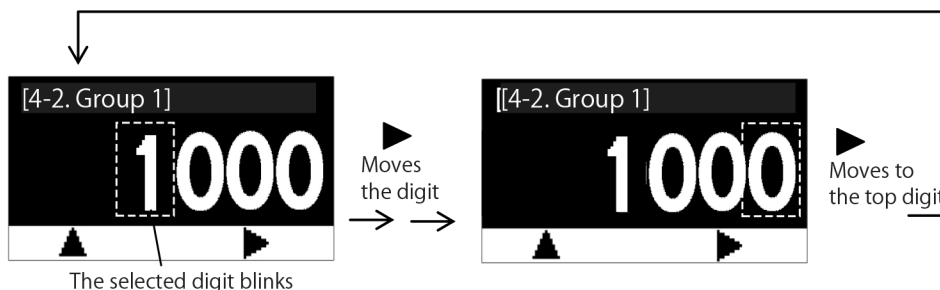 [4-2. Group 1]
1000
Moves
the digit
[[4-2. Group 1]
1000
Moves to
the top digit
The selected digit blinks